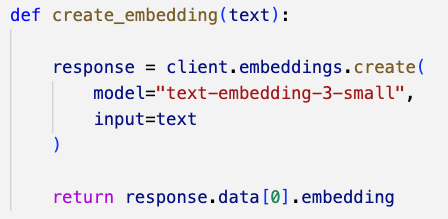 def create_embedding(text):
    response = client.embeddings.create(
        model="text-embedding-3-small",
        input=text
    )
    return response.data[0].embedding